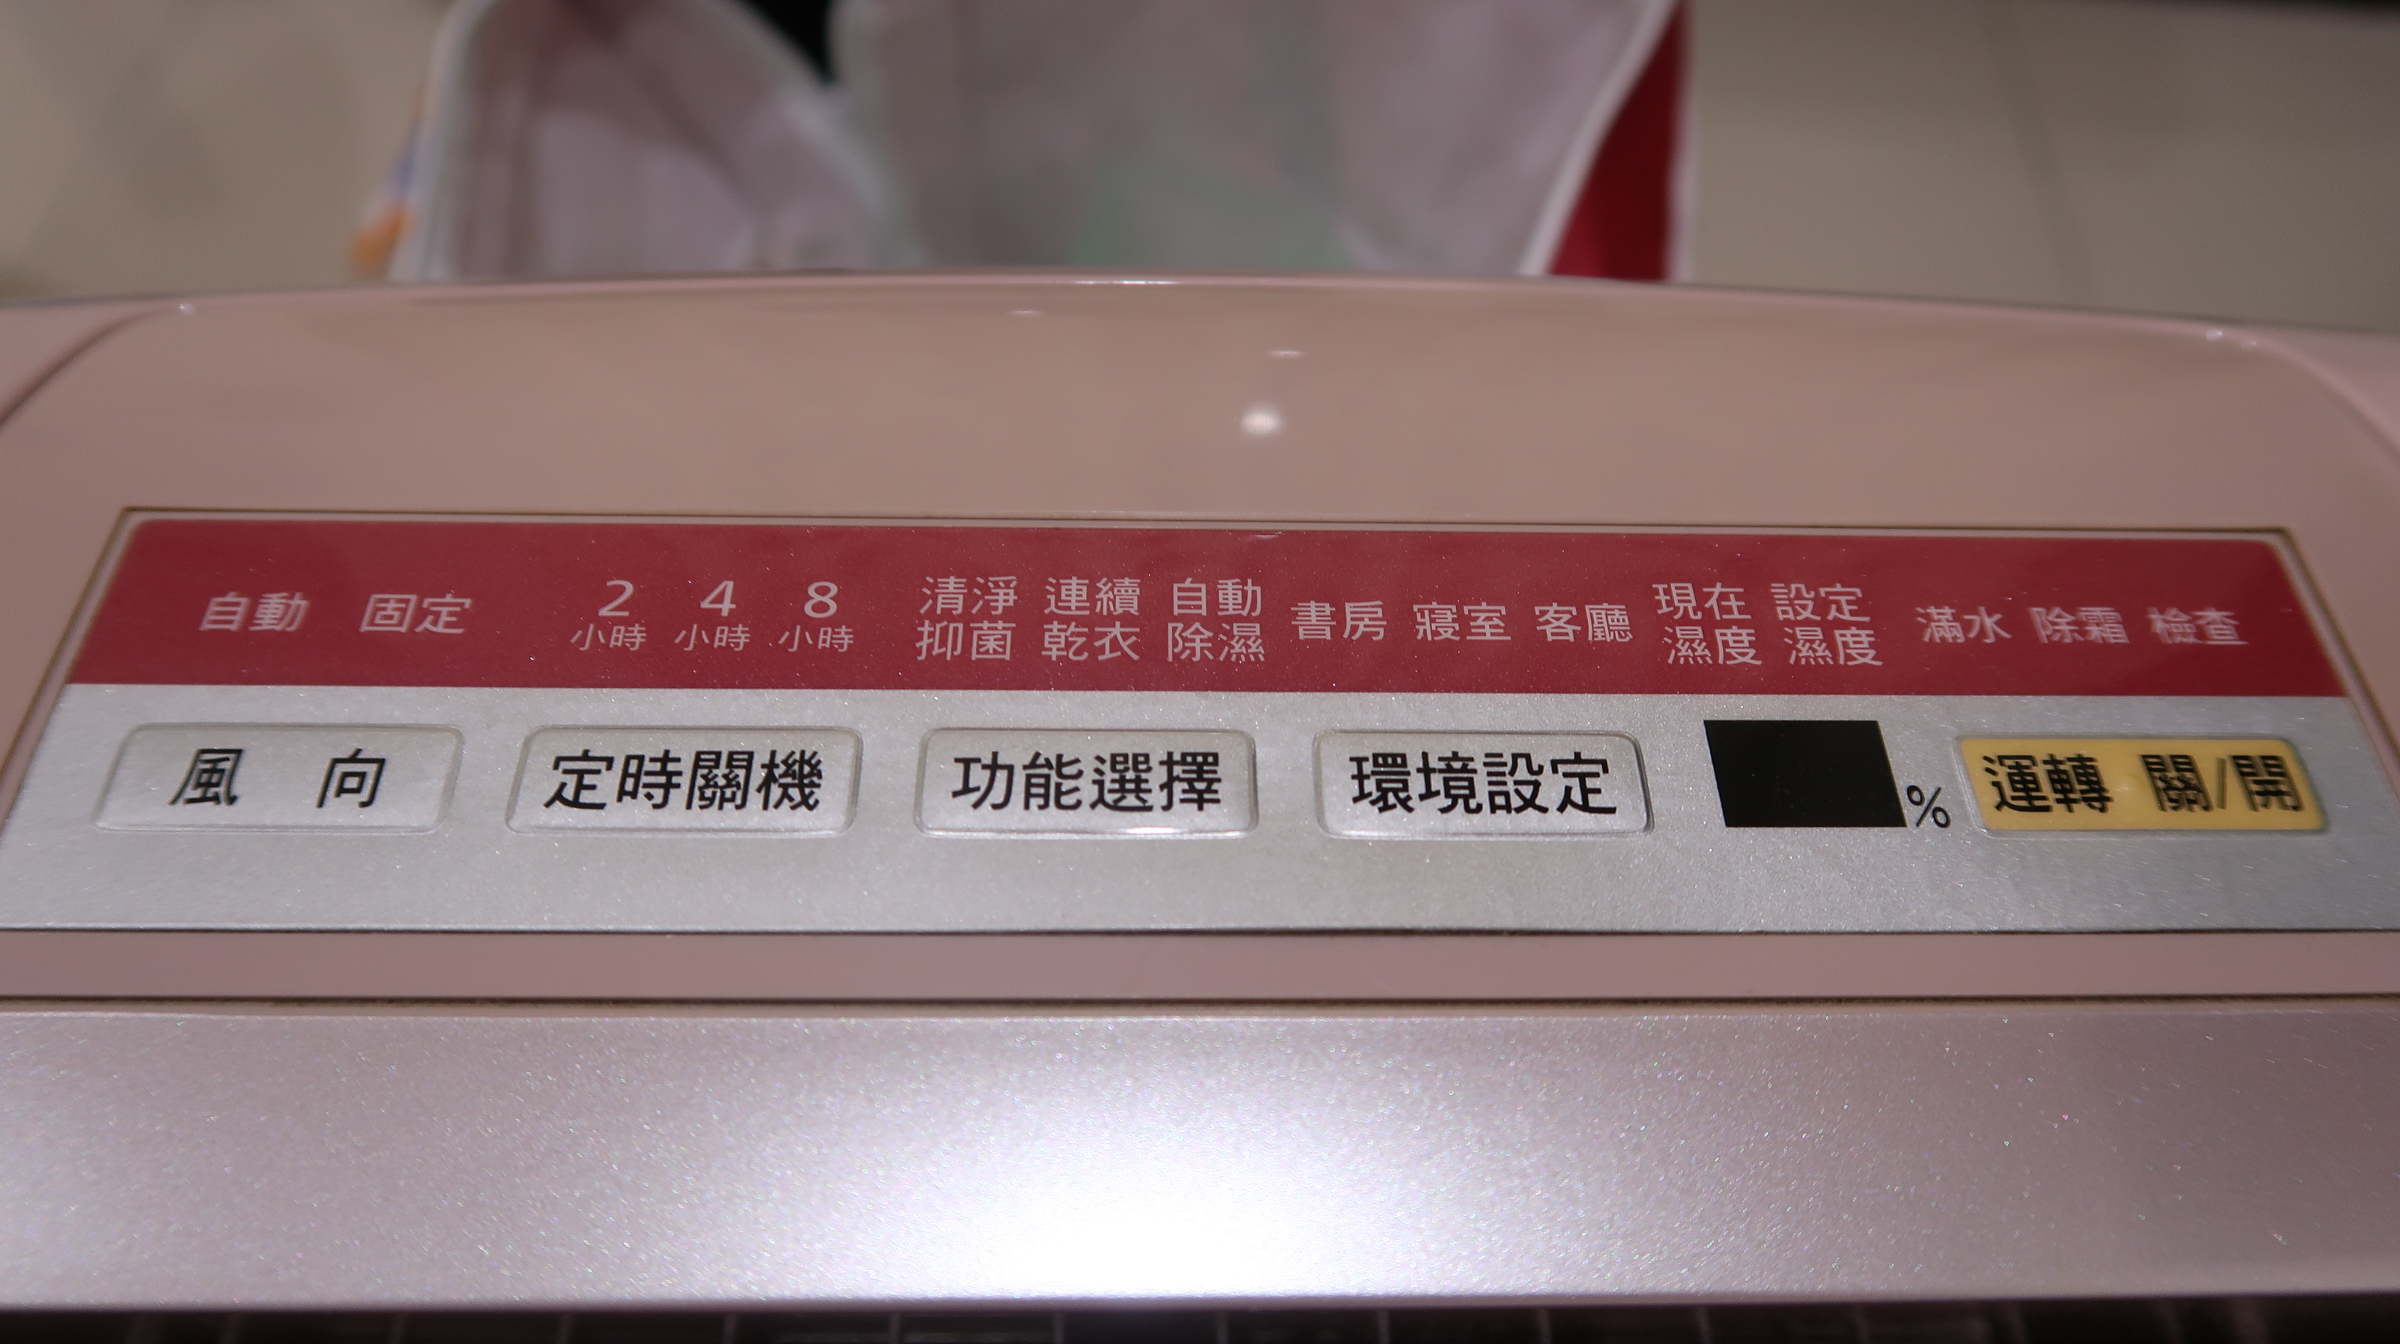 自動 固定 2 4 8 清淨 連續 自動 書房 寢室 客廳 現在 設定 滿水 除霜 檢查
小時 小時 小時 抑菌 乾衣 除濕 濕度 濕度
風 向 定時關機 功能選擇 環境設定 % 運轉 關/開